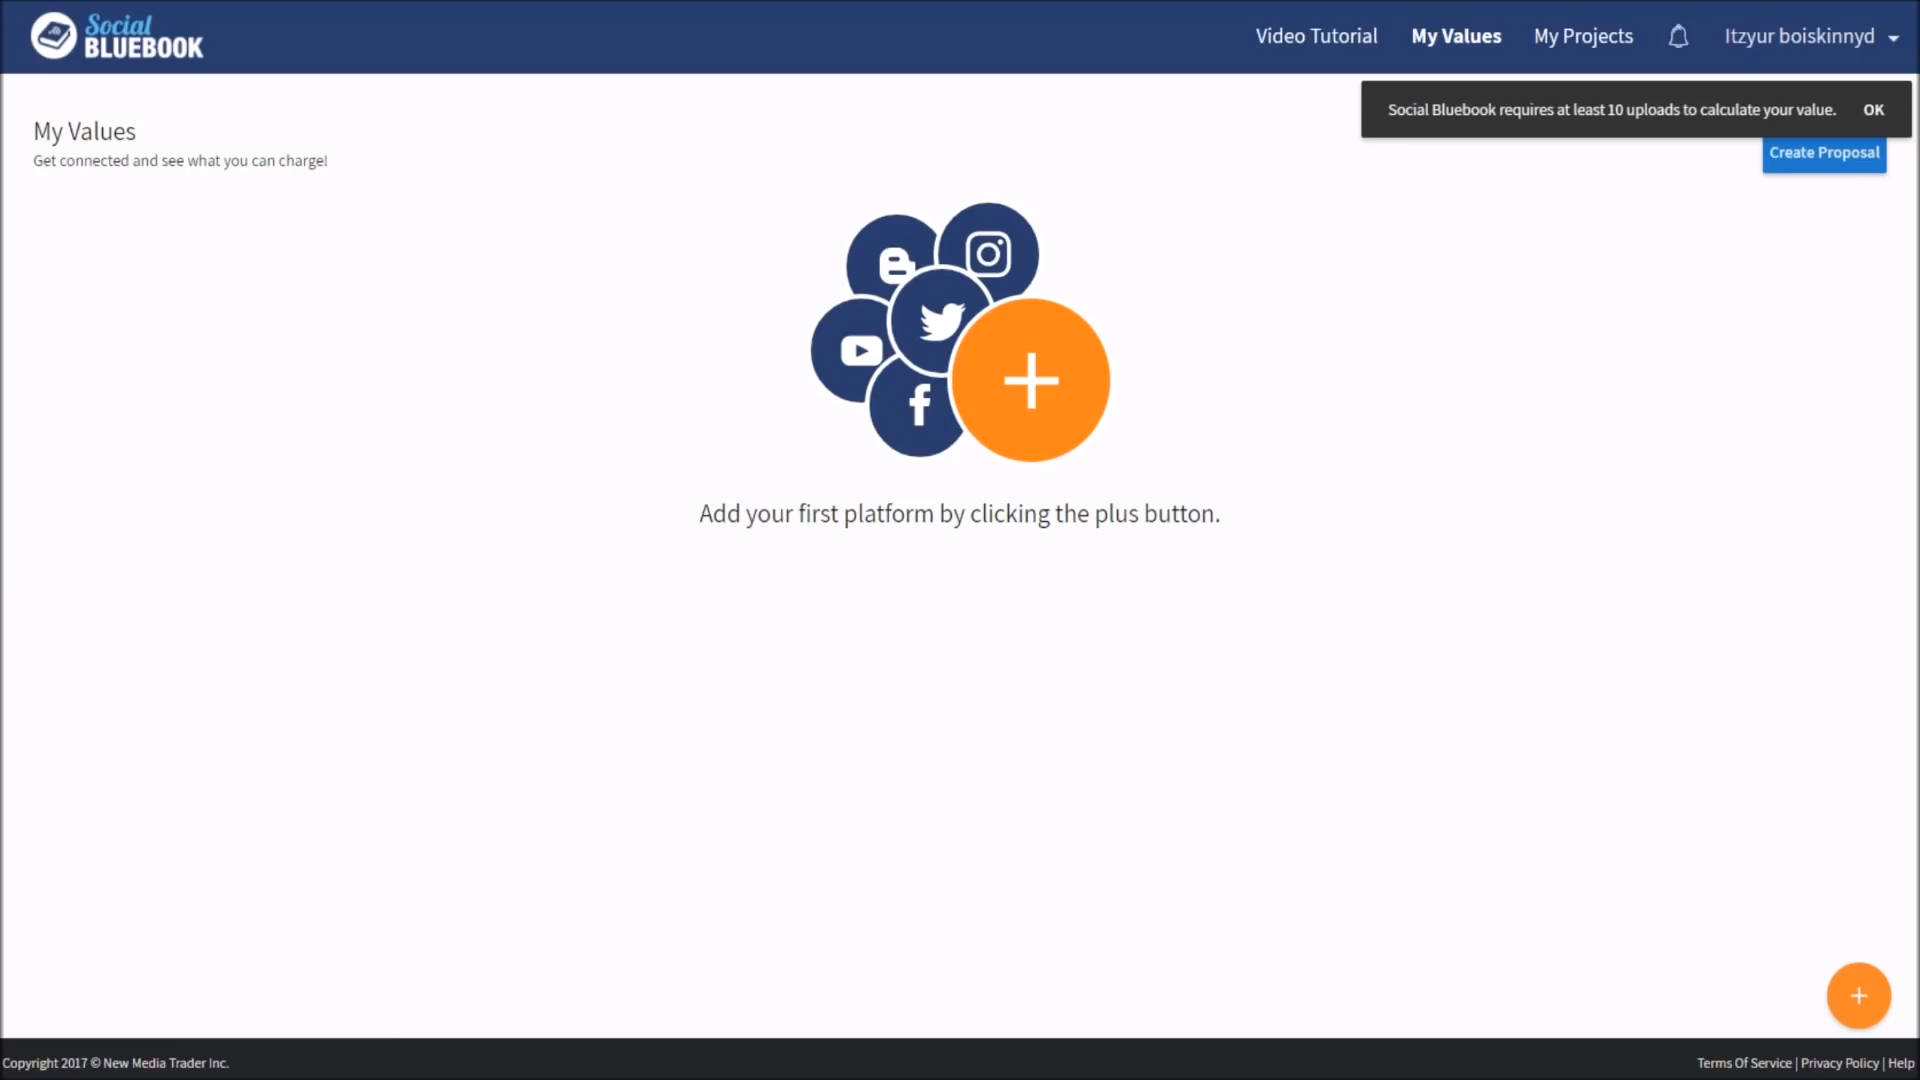 Social
BLUEBOOK
Video Tutorial
My Values
My Projects
Itzyur boiskinnyd
Social Bluebook requires at least 10 uploads to calculate your value.
OK
My Values
Get connected and see what you can charge!
Create Proposal
Add your first platform by clicking the plus button.
Copyright 2017 © New Media Trader Inc.
Terms Of Service | Privacy Policy | Help